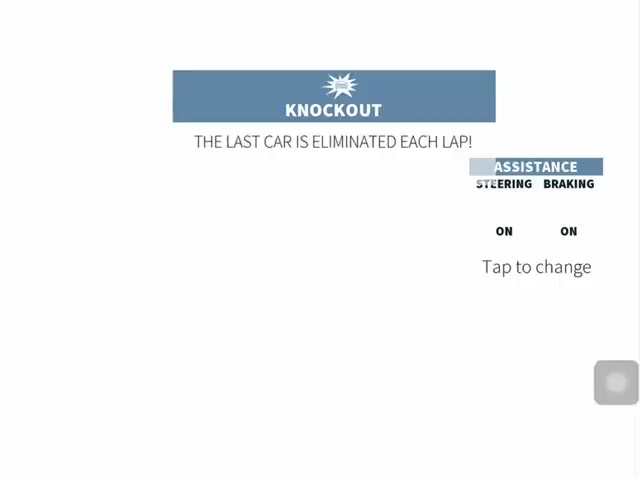 KNOCKOUT
THE LAST CAR IS ELIMINATED EACH LAP!
ASSISTANCE
STEERING BRAKING
ON ON
Tap to change